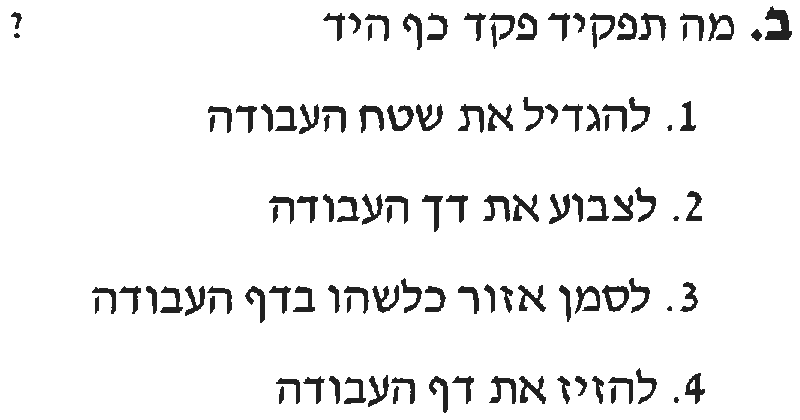 ב. מה תפקיד פקד כף היד ?
1. להגדיל את שטח העבודה
2. לצבוע את דך העבודה
3. לסמן אזור כלשהו בדף העבודה
4. להזיז את דף העבודה